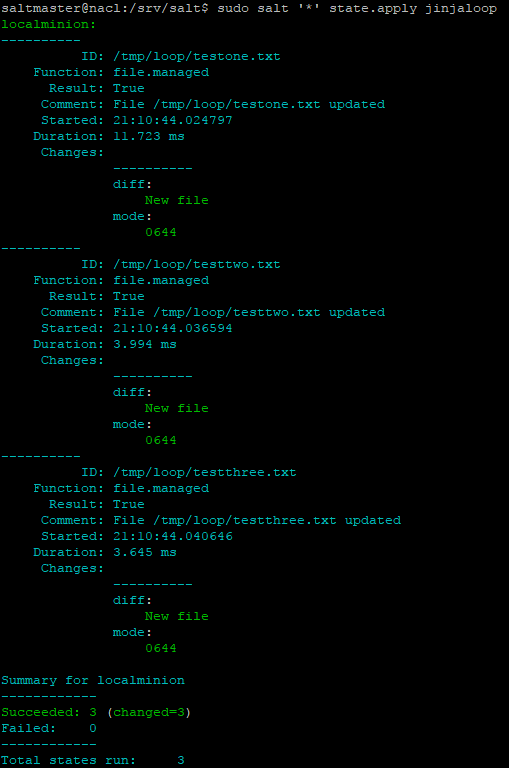 saltmaster@nacl:/srv/salt$ sudo salt '*' state.apply jinjaloop
localminion:
----------
          ID: /tmp/loop/testone.txt
    Function: file.managed
      Result: True
     Comment: File /tmp/loop/testone.txt updated
     Started: 21:10:44.024797
    Duration: 11.723 ms
     Changes:
              ----------
              diff:
                  New file
              mode:
                  0644
----------
          ID: /tmp/loop/testtwo.txt
    Function: file.managed
      Result: True
     Comment: File /tmp/loop/testtwo.txt updated
     Started: 21:10:44.036594
    Duration: 3.994 ms
     Changes:
              ----------
              diff:
                  New file
              mode:
                  0644
----------
          ID: /tmp/loop/testthree.txt
    Function: file.managed
      Result: True
     Comment: File /tmp/loop/testthree.txt updated
     Started: 21:10:44.040646
    Duration: 3.645 ms
     Changes:
              ----------
              diff:
                  New file
              mode:
                  0644

Summary for localminion
------------
Succeeded: 3 (changed=3)
Failed:    0
------------
Total states run:     3